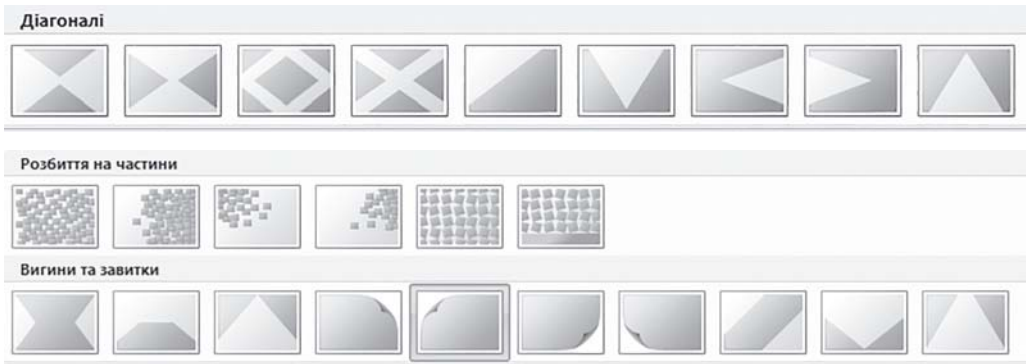 Діагоналі
Розбиття на частини
Вигини та завитки